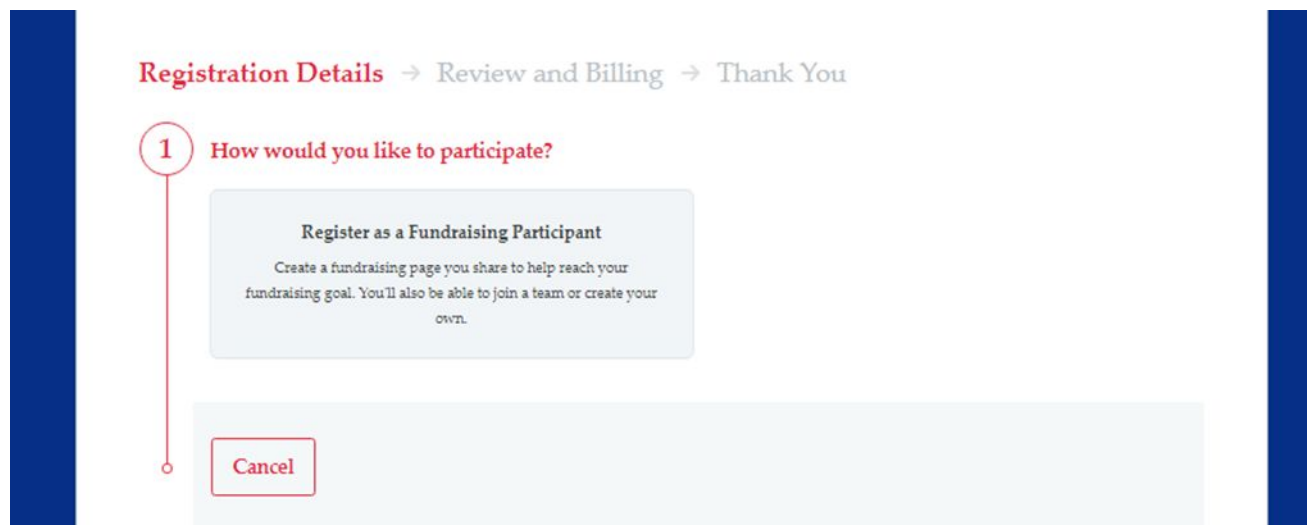 Registration Details → Review and Billing → Thank You
1 How would you like to participate?
Register as a Fundraising Participant
Create a fundraising page you share to help reach your
fundraising goal. You'll also be able to join a team or create your
own.
Cancel